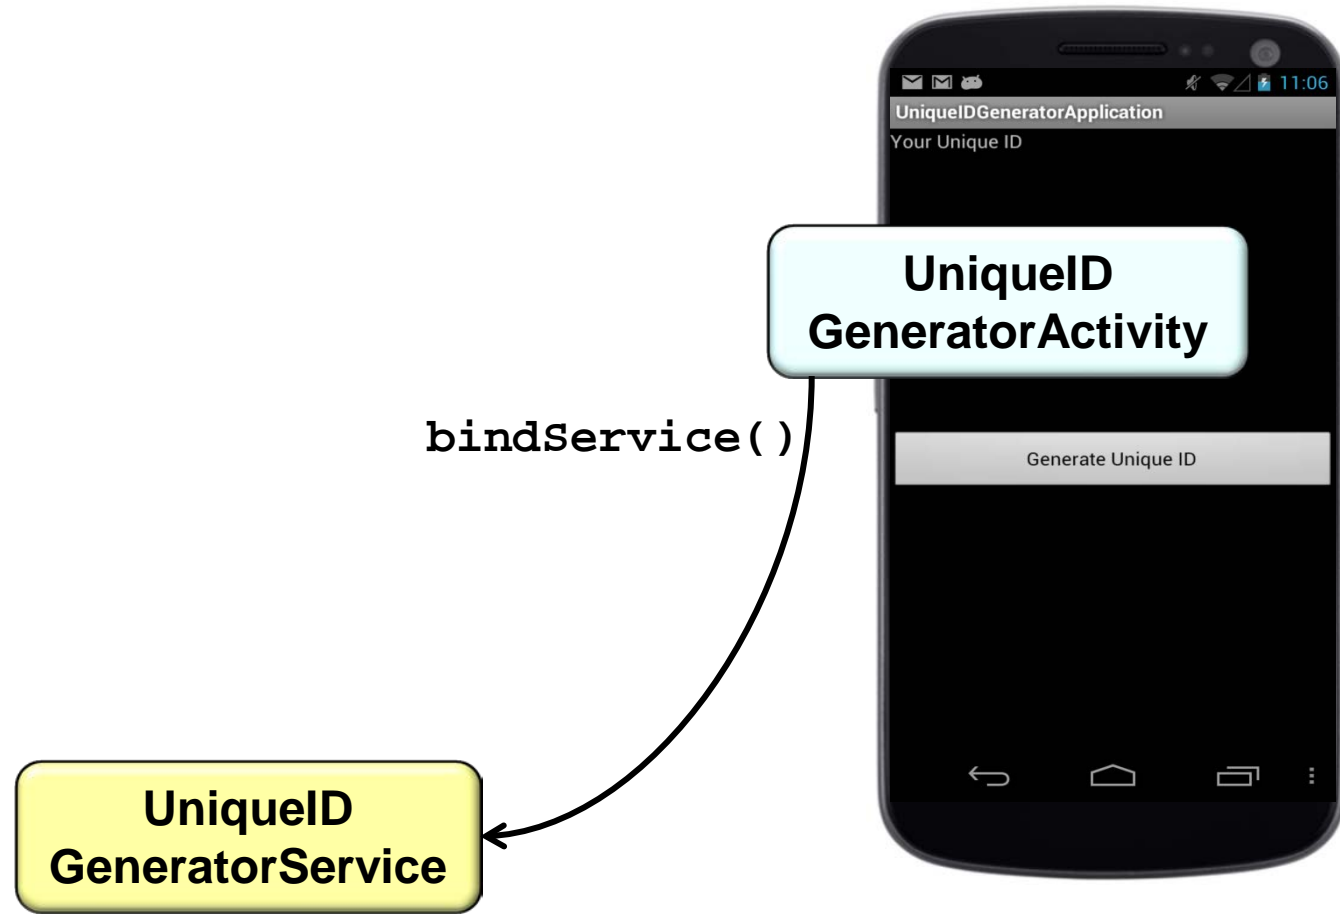 11:06
UniqueIDGeneratorApplication
Your Unique ID
UniqueID
GeneratorActivity
bindService()
Generate Unique ID
UniqueID
GeneratorService